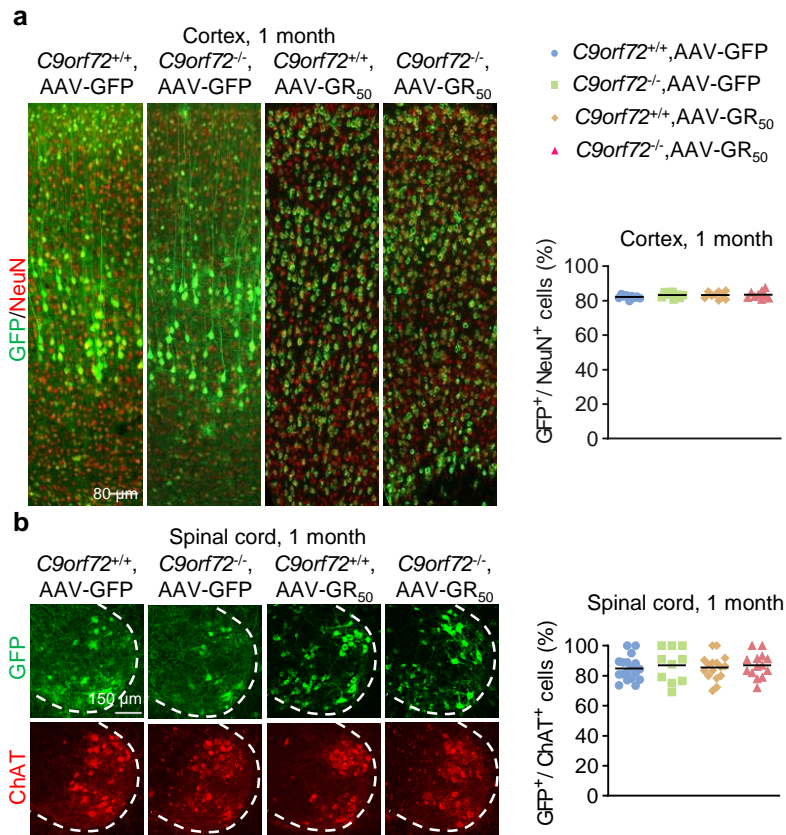 a
Cortex, 1 month
C9orf72+/+, AAV-GFP
C9orf72-/-, AAV-GFP
C9orf72+/+, AAV-GR50
C9orf72-/-, AAV-GR50
GFP/NeuN
80 µm
C9orf72+/+,AAV-GFP
C9orf72-/-,AAV-GFP
C9orf72+/+,AAV-GR50
C9orf72-/-,AAV-GR50
Cortex, 1 month
GFP+/ NeuN+ cells (%)
100
80
60
40
20
0
b
Spinal cord, 1 month
C9orf72+/+, AAV-GFP
C9orf72-/-, AAV-GFP
C9orf72+/+, AAV-GR50
C9orf72-/-, AAV-GR50
GFP
150 µm
ChAT
Spinal cord, 1 month
GFP+/ ChAT+ cells (%)
100
80
60
40
20
0